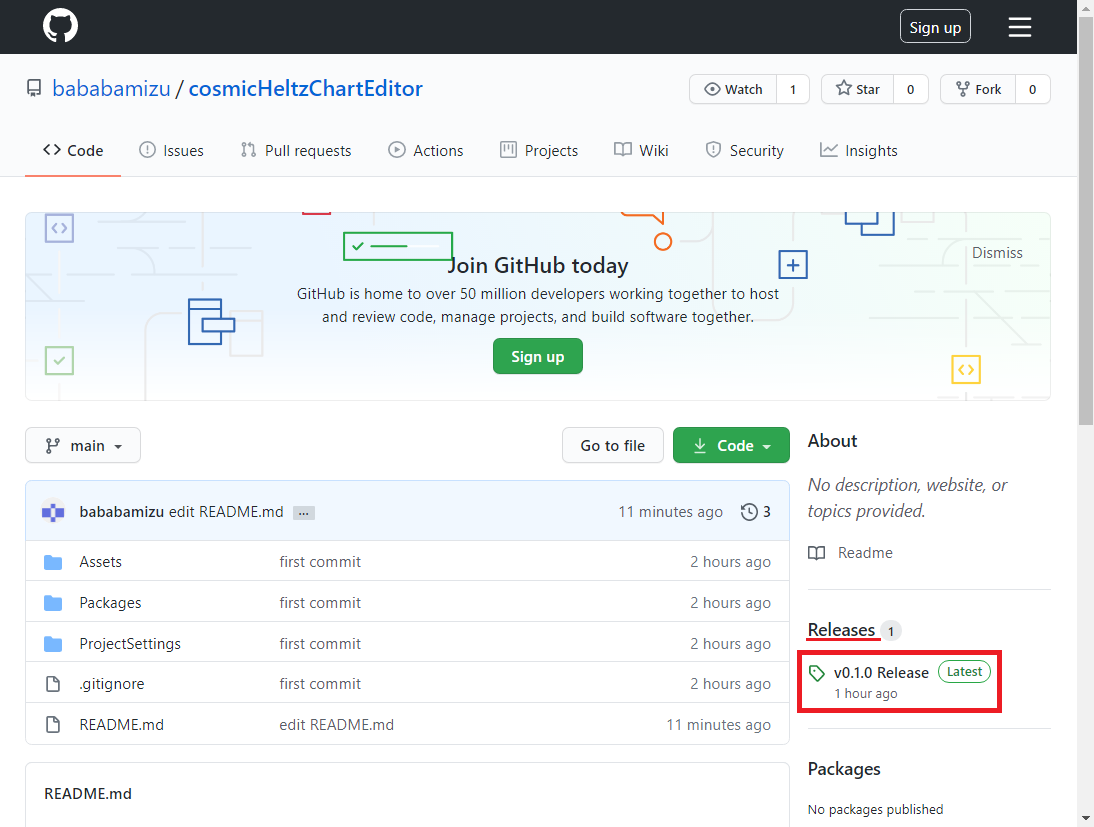 Sign up
bababamizu / cosmicHeltzChartEditor
Watch 1 Star 0 Fork 0
Code Issues Pull requests Actions Projects Wiki Security Insights
Dismiss
Join GitHub today
GitHub is home to over 50 million developers working together to host
and review code, manage projects, and build software together.
Sign up
main Go to file Code
bababamizu edit README.md ... 11 minutes ago 3
Assets first commit 2 hours ago
Packages first commit 2 hours ago
ProjectSettings first commit 2 hours ago
.gitignore first commit 2 hours ago
README.md edit README.md 11 minutes ago
README.md
About
No description, website, or
topics provided.
Readme
Releases 1
v0.1.0 Release Latest
1 hour ago
Packages
No packages published